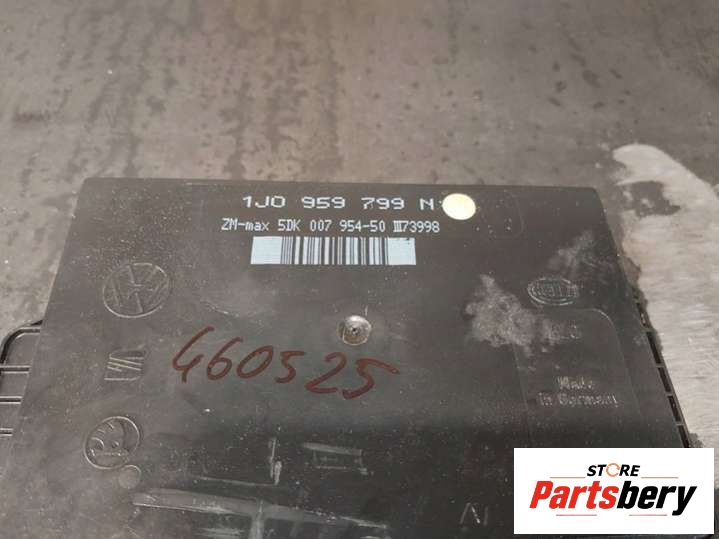 1J0 959 799 N
ZM-max 5DK 007 954-50 III73998
460525
Made
in Germany
STORE
Partsbery